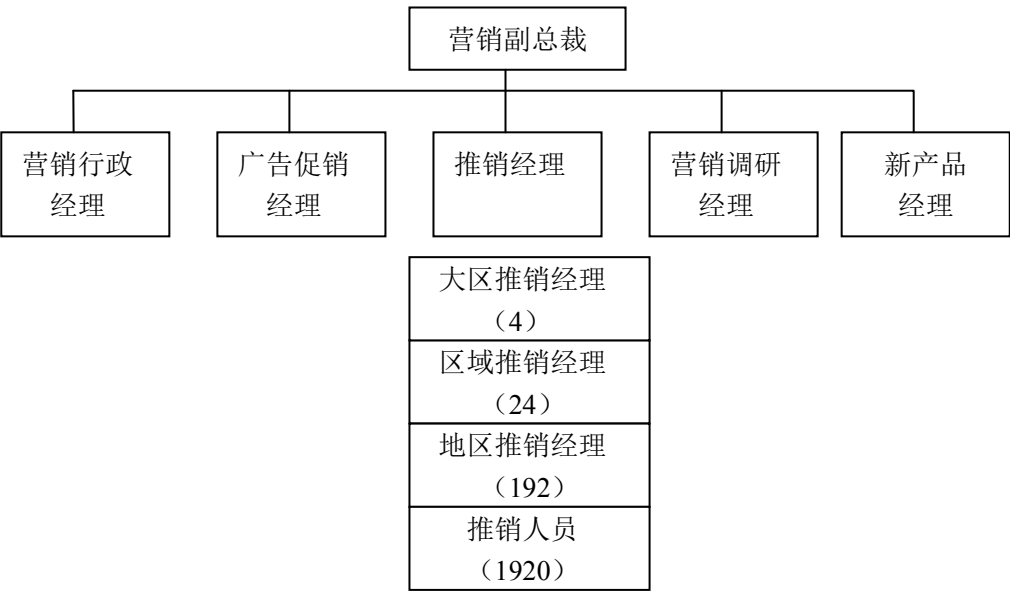 营销副总裁
营销行政
经理
广告促销
经理
推销经理
营销调研
经理
新产品
经理
大区推销经理
（4）
区域推销经理
（24）
地区推销经理
（192）
推销人员
（1920）